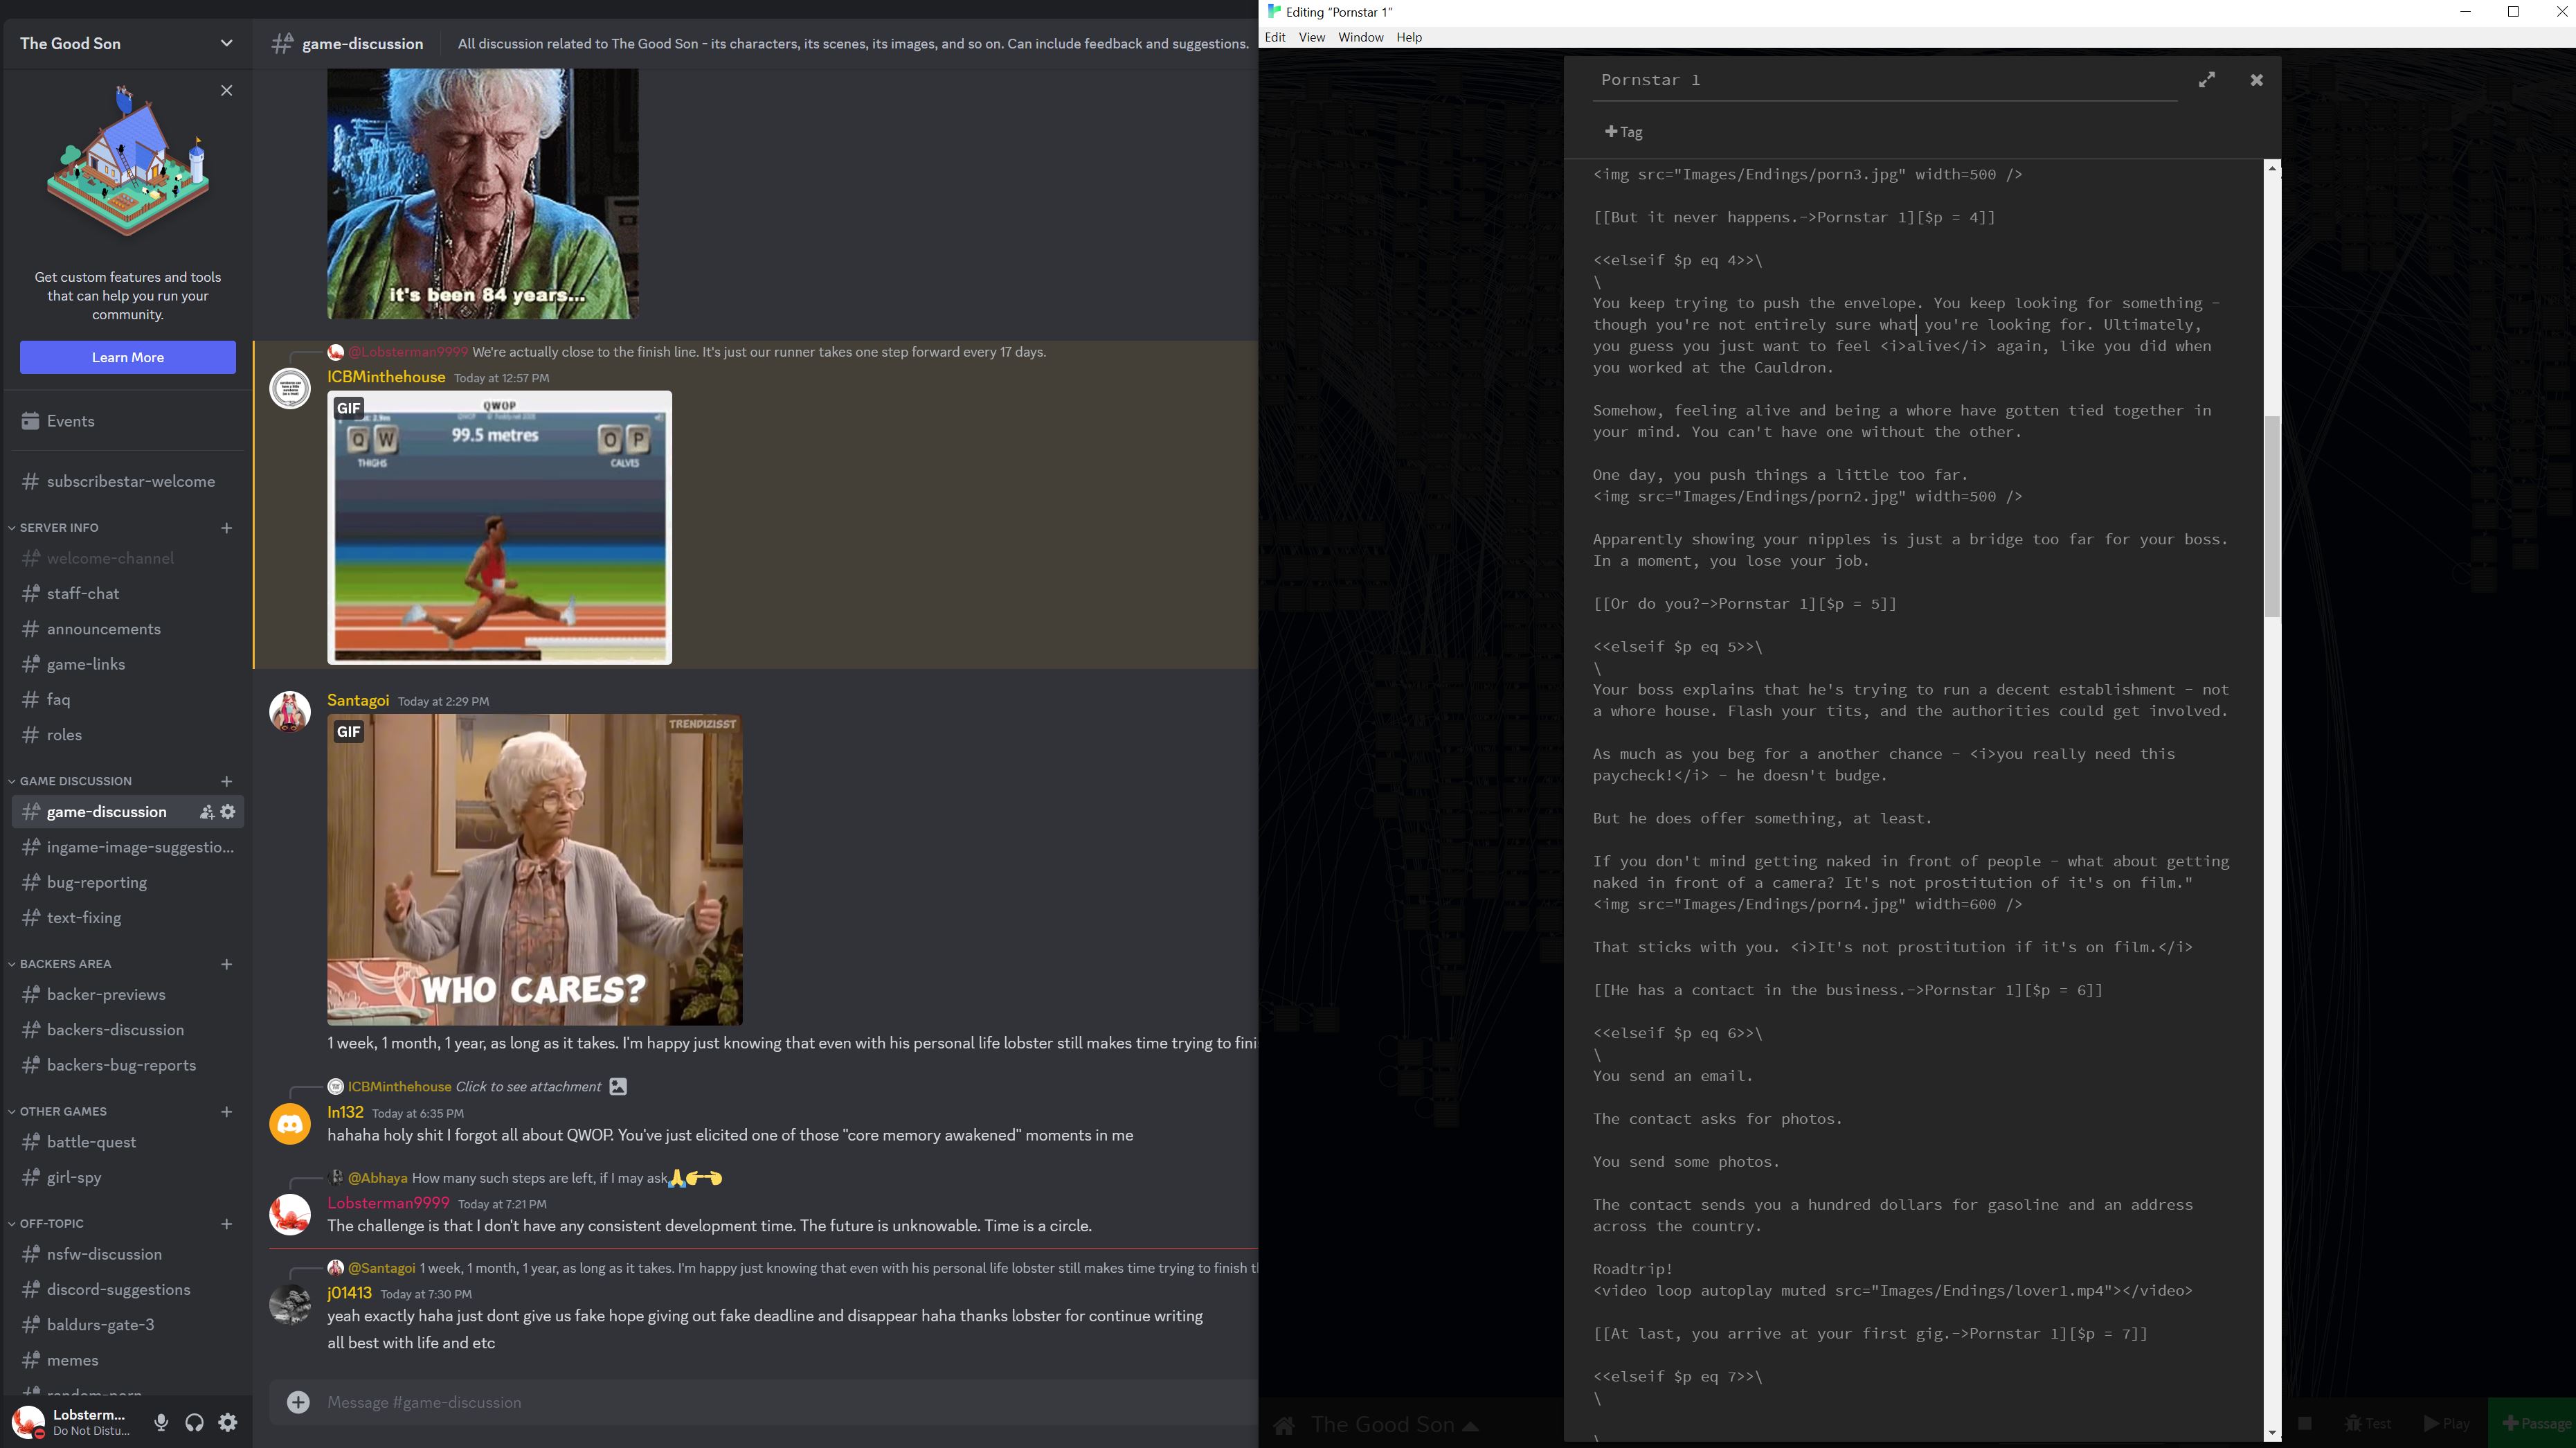 The Good Son
Get custom features and tools
that can help you run your
community.
Learn More
Events
subscribestar-welcome
SERVER INFO
welcome-channel
staff-chat
announcements
game-links
faq
roles
GAME DISCUSSION
game-discussion
ingame-image-suggestio...
bug-reporting
text-fixing
BACKERS AREA
backer-previews
backers-discussion
backers-bug-reports
OTHER GAMES
battle-quest
girl-spy
OFF-TOPIC
nsfw-discussion
discord-suggestions
baldurs-gate-3
memes
random-porn
Lobsterm...
Do Not Distu...
game-discussion
All discussion related to The Good Son - its characters, its scenes, its images, and so on. Can include feedback and suggestions.
it's been 84 years...
@Lobsterman9999 We're actually close to the finish line. It's just our runner takes one step forward every 17 days.
ICBMinthehouse Today at 12:57 PM
GIF
QWOP
Q W
99.5 metres
O P
THIGHS
CALVES
Santagoi Today at 2:29 PM
GIF
TRENDIZISST
WHO CARES?
1 week, 1 month, 1 year, as long as it takes. I'm happy just knowing that even with his personal life lobster still makes time trying to fini
ICBMinthehouse Click to see attachment
In132 Today at 6:35 PM
hahaha holy shit I forgot all about QWOP. You've just elicited one of those "core memory awakened" moments in me
@Abhaya How many such steps are left, if I may ask🙏👉👈
Lobsterman9999 Today at 7:21 PM
The challenge is that I don't have any consistent development time. The future is unknowable. Time is a circle.
@Santagoi 1 week, 1 month, 1 year, as long as it takes. I'm happy just knowing that even with his personal life lobster still makes time trying to finish t
j01413 Today at 7:30 PM
yeah exactly haha just dont give us fake hope giving out fake deadline and disappear haha thanks lobster for continue writing
all best with life and etc
Message #game-discussion
Editing "Pornstar 1"
Edit View Window Help
Pornstar 1
+Tag
<img src="Images/Endings/porn3.jpg" width=500 />
[[But it never happens.->Pornstar 1][$p = 4]]
<<elseif $p eq 4>>\
\
You keep trying to push the envelope. You keep looking for something -
though you're not entirely sure what you're looking for. Ultimately,
you guess you just want to feel <i>alive</i> again, like you did when
you worked at the Cauldron.
Somehow, feeling alive and being a whore have gotten tied together in
your mind. You can't have one without the other.
One day, you push things a little too far.
<img src="Images/Endings/porn2.jpg" width=500 />
Apparently showing your nipples is just a bridge too far for your boss.
In a moment, you lose your job.
[[Or do you?->Pornstar 1][$p = 5]]
<<elseif $p eq 5>>\
\
Your boss explains that he's trying to run a decent establishment - not
a whore house. Flash your tits, and the authorities could get involved.
As much as you beg for a another chance - <i>you really need this
paycheck!</i> - he doesn't budge.
But he does offer something, at least.
If you don't mind getting naked in front of people - what about getting
naked in front of a camera? It's not prostitution of it's on film."
<img src="Images/Endings/porn4.jpg" width=600 />
That sticks with you. <i>It's not prostitution if it's on film.</i>
[[He has a contact in the business.->Pornstar 1][$p = 6]]
<<elseif $p eq 6>>\
\
You send an email.
The contact asks for photos.
You send some photos.
The contact sends you a hundred dollars for gasoline and an address
across the country.
Roadtrip!
<video loop autoplay muted src="Images/Endings/lover1.mp4"></video>
[[At last, you arrive at your first gig.->Pornstar 1][$p = 7]]
<<elseif $p eq 7>>\
\
\
The Good Son
Test
Play
+Passage